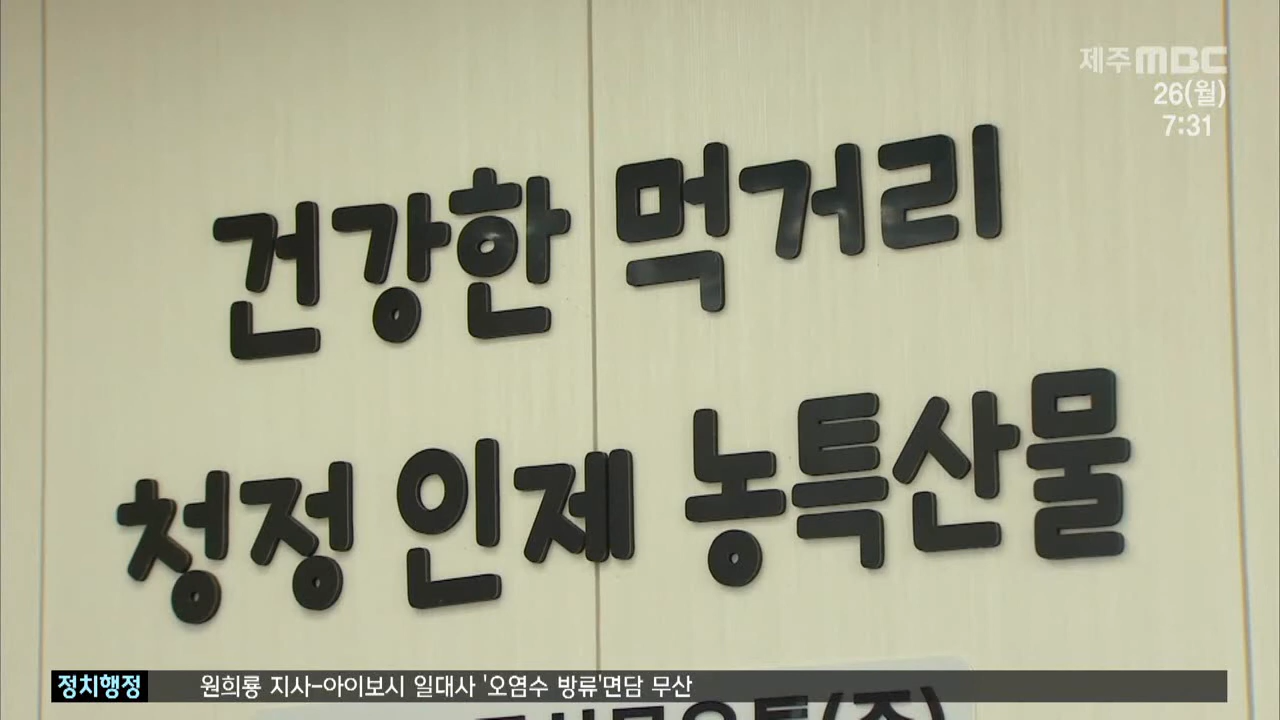 제주MBC
26(월)
7:31
건강한 먹거리
청정 인제 농특산물
정치행정 원희룡 지사-아이보시 일대사 '오염수 방류'면담 무산